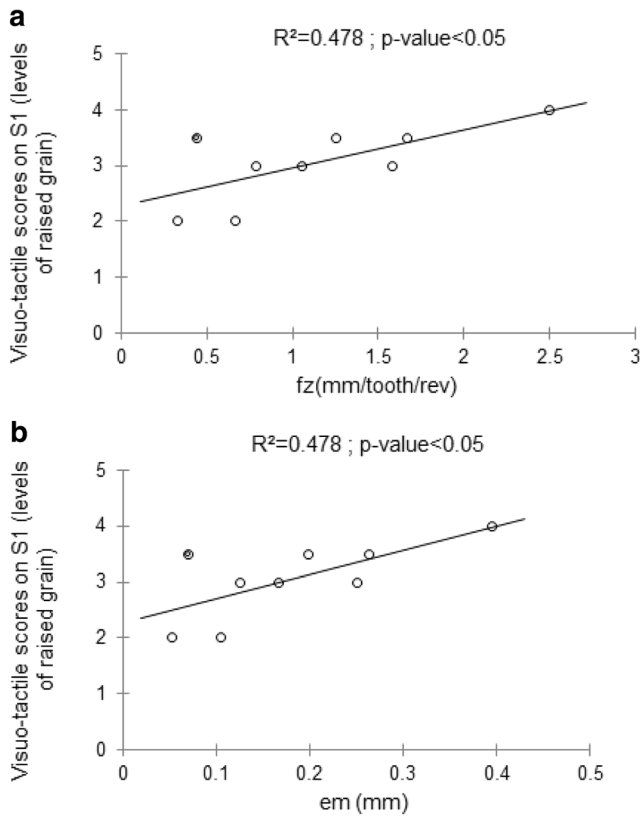 a
R²=0.478 ; p-value<0.05
Visuo-tactile scores on S1 (levels
of raised grain)
5
4
3
2
1
0
0 0.5 1 1.5 2 2.5 3
fz(mm/tooth/rev)
b
R²=0.478 ; p-value<0.05
Visuo-tactile scores on S1 (levels
of raised grain)
5
4
3
2
1
0
0 0.1 0.2 0.3 0.4 0.5
em (mm)